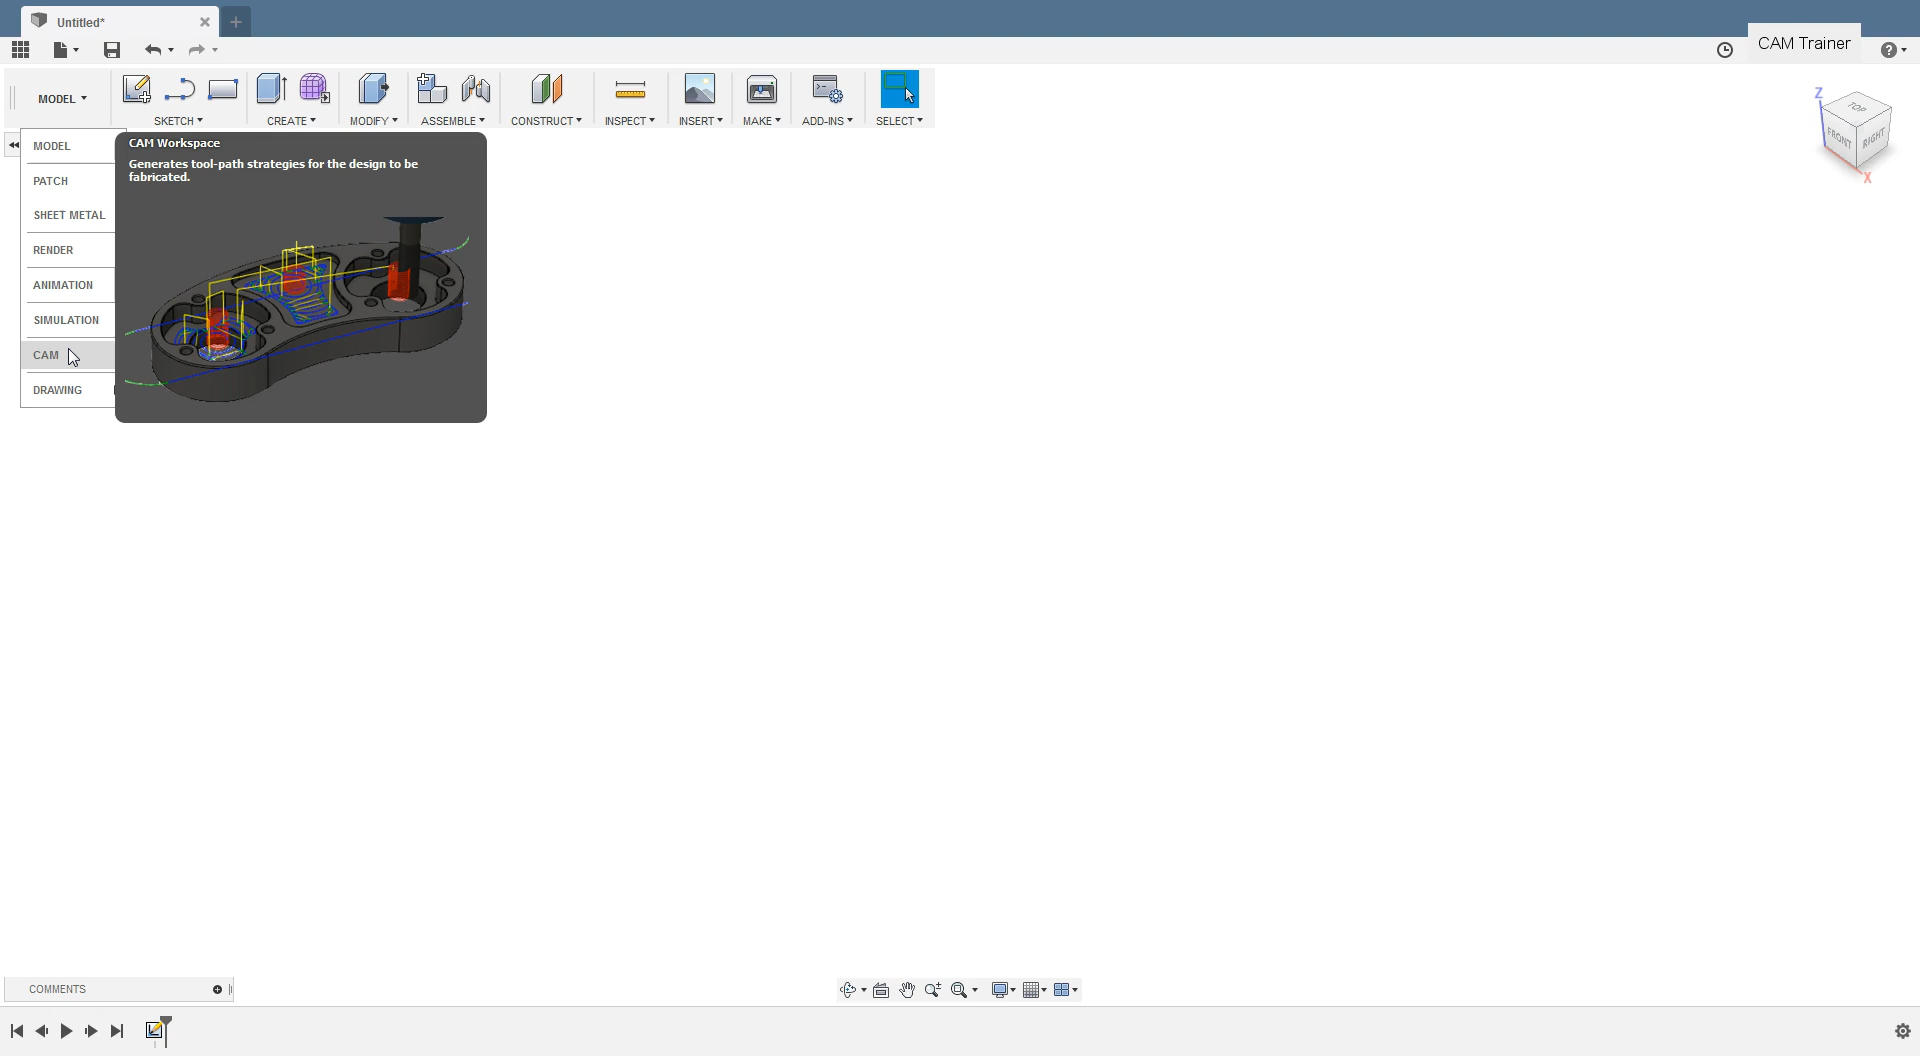 Untitled*
CAM Trainer
MODEL
SKETCH
CREATE
MODIFY
ASSEMBLE
CONSTRUCT
INSPECT
INSERT
MAKE
ADD-INS
SELECT
Z
TOP
FRONT
RIGHT
X
MODEL
PATCH
SHEET METAL
RENDER
ANIMATION
SIMULATION
CAM
DRAWING
CAM Workspace
Generates tool-path strategies for the design to be
fabricated.
COMMENTS